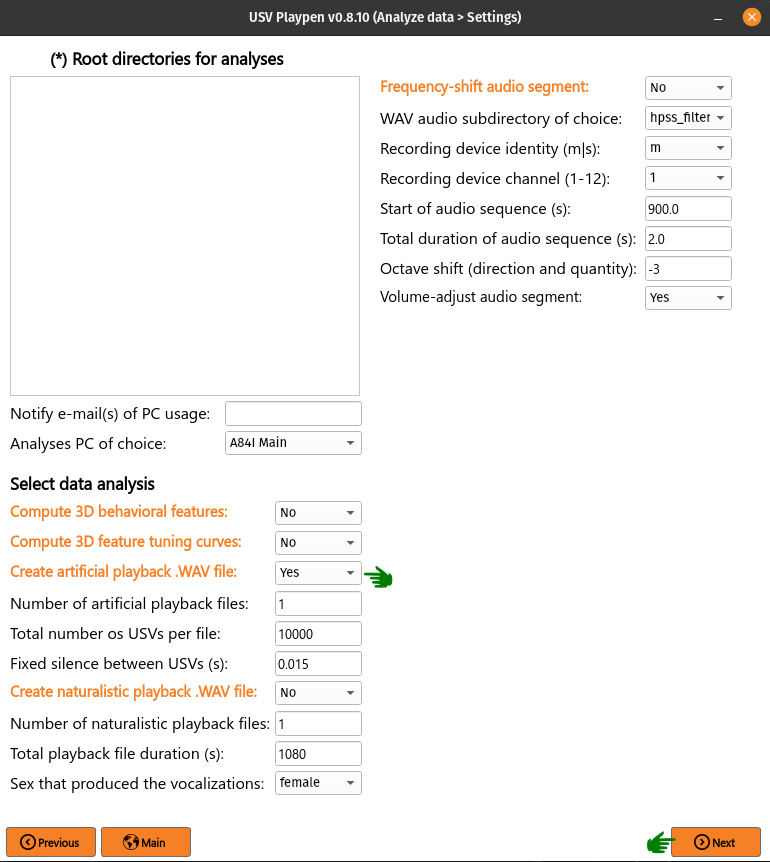 USV Playpen v0.8.10 (Analyze data > Settings)
(*) Root directories for analyses
Notify e-mail(s) of PC usage:
Analyses PC of choice: A84I Main
Select data analysis
Compute 3D behavioral features: No
Compute 3D feature tuning curves: No
Create artificial playback .WAV file: Yes
Number of artificial playback files: 1
Total number os USVs per file: 10000
Fixed silence between USVs (s): 0.015
Create naturalistic playback .WAV file: No
Number of naturalistic playback files: 1
Total playback file duration (s): 1080
Sex that produced the vocalizations: female
Frequency-shift audio segment: No
WAV audio subdirectory of choice: hpss_filter
Recording device identity (m|s): m
Recording device channel (1-12): 1
Start of audio sequence (s): 900.0
Total duration of audio sequence (s): 2.0
Octave shift (direction and quantity): -3
Volume-adjust audio segment: Yes
Previous
Main
Next